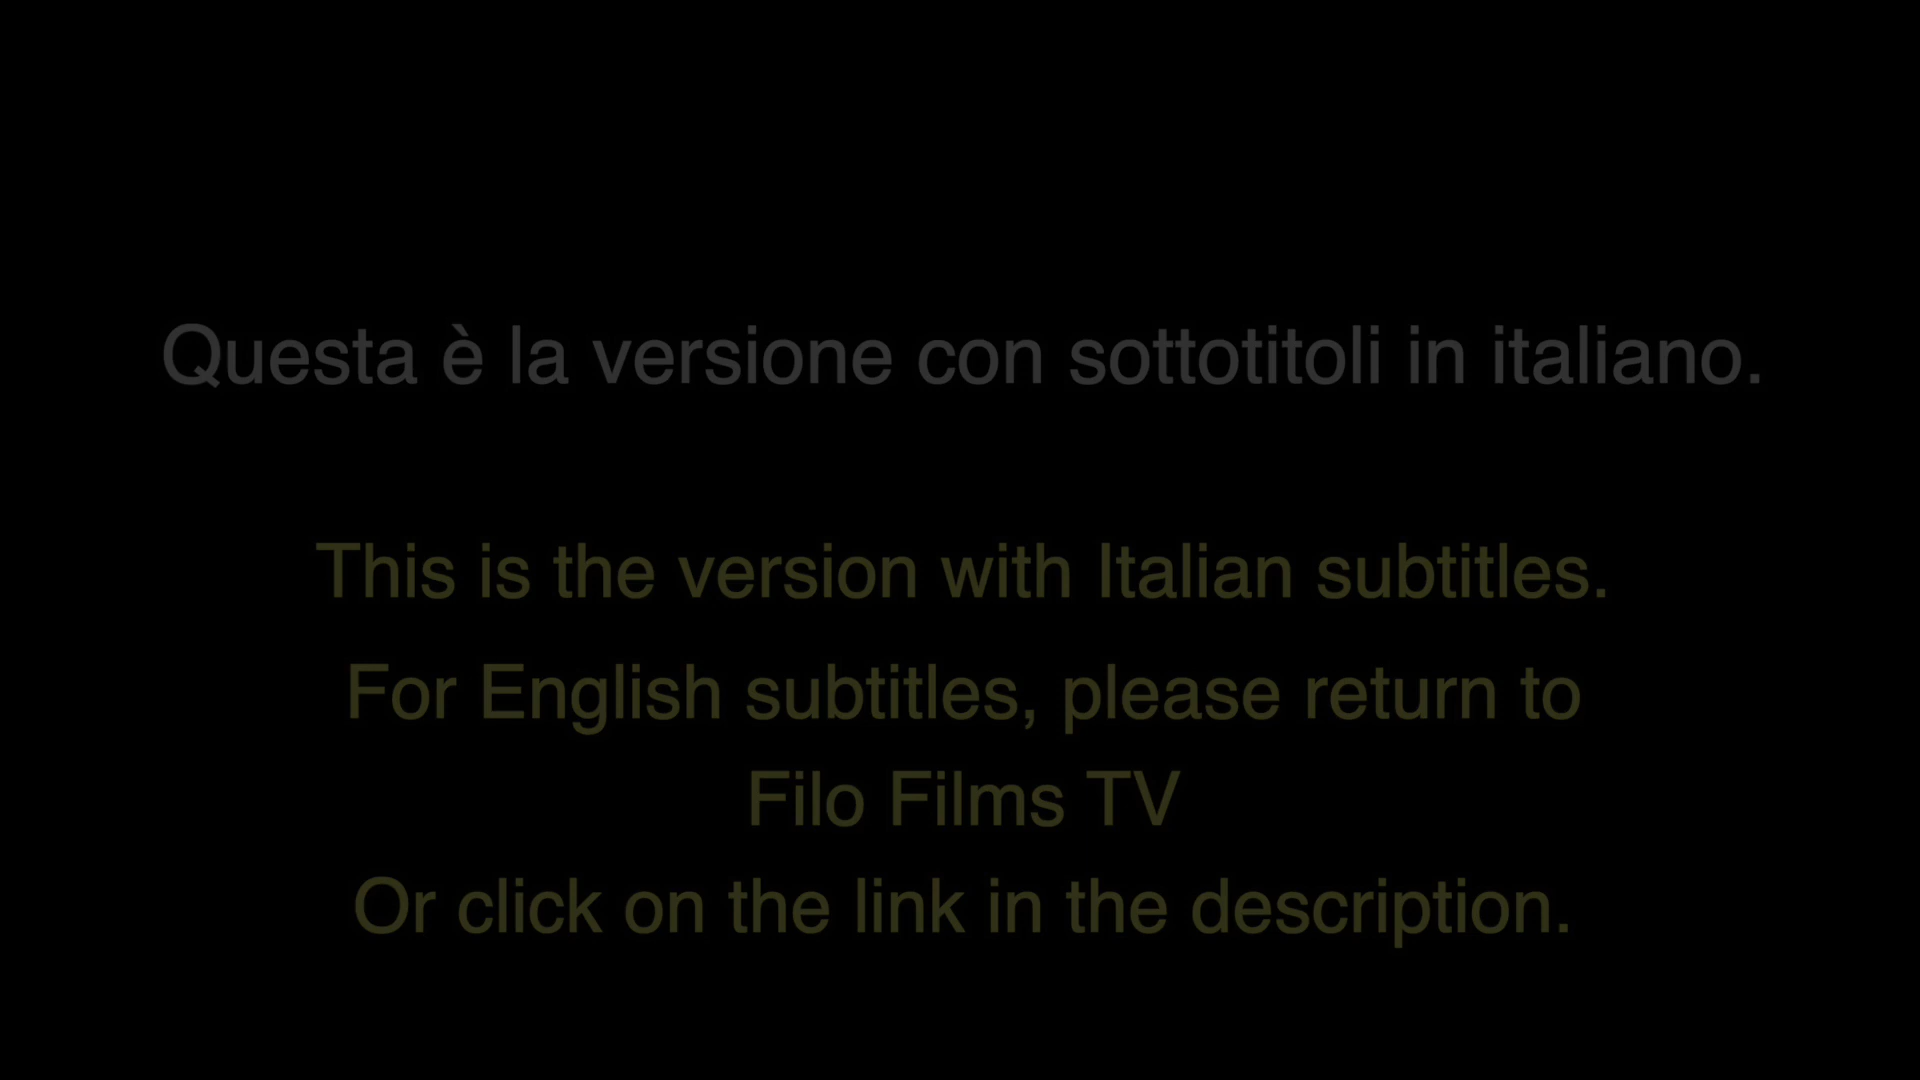 Questa è la versione con sottotitoli in italiano.
This is the version with Italian subtitles.
For English subtitles, please return to
Filo Films TV
Or click on the link in the description.